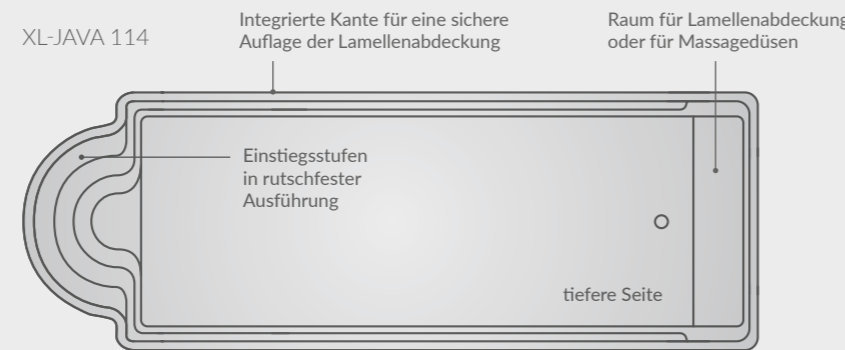 XL-JAVA 114
Integrierte Kante für eine sichere
Auflage der Lamellenabdeckung
Raum für Lamellenabdeckung
oder für Massagedüsen
Einstiegsstufen
in rutschfester
Ausführung
tiefere Seite